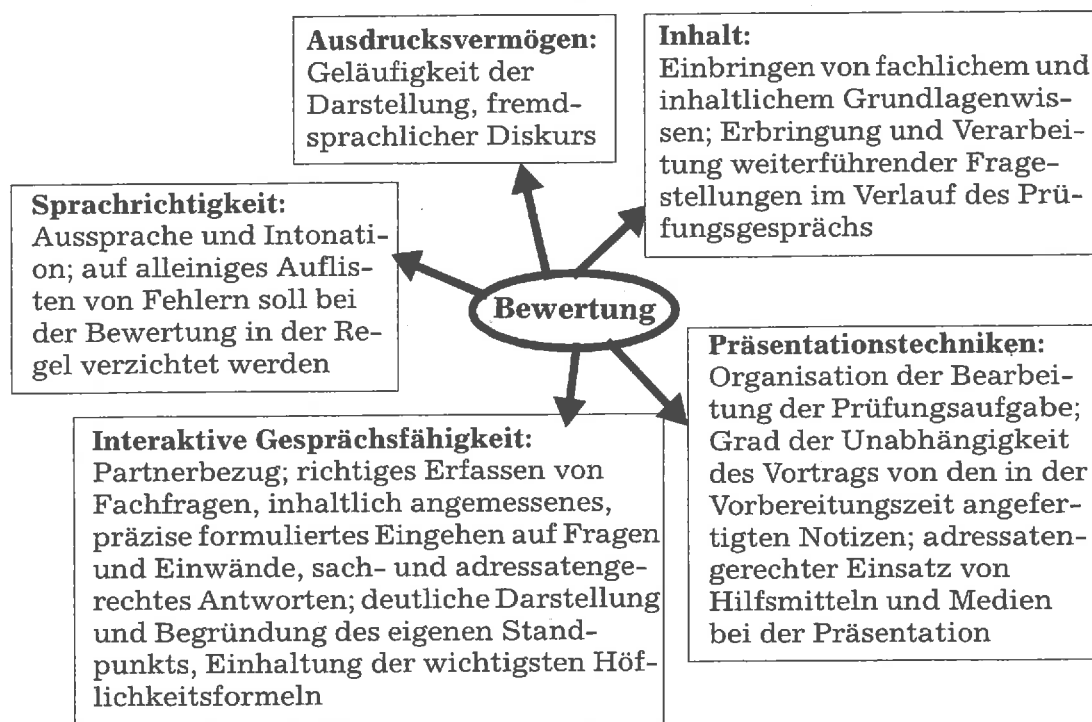 Ausdrucksvermögen:
Geläufigkeit der
Darstellung, fremd-
sprachlicher Diskurs
Inhalt:
Einbringen von fachlichem und
inhaltlichem Grundlagenwis-
sen; Erbringung und Verarbei-
tung weiterführender Frage-
stellungen im Verlauf des Prü-
fungsgesprächs
Sprachrichtigkeit:
Aussprache und Intonati-
on; auf alleiniges Auflis-
ten von Fehlern soll bei
der Bewertung in der Re-
gel verzichtet werden
Bewertung
Präsentationstechniken:
Organisation der Bearbei-
tung der Prüfungsaufgabe;
Grad der Unabhängigkeit
des Vortrags von den in der
Vorbereitungszeit angefer-
tigten Notizen; adressaten-
gerechter Einsatz von
Hilfsmitteln und Medien
bei der Präsentation
Interaktive Gesprächsfähigkeit:
Partnerbezug; richtiges Erfassen von
Fachfragen, inhaltlich angemessenes,
präzise formuliertes Eingehen auf Fragen
und Einwände, sach- und adressatenge-
rechtes Antworten; deutliche Darstellung
und Begründung des eigenen Stand-
punkts, Einhaltung der wichtigsten Höf-
lichkeitsformeln